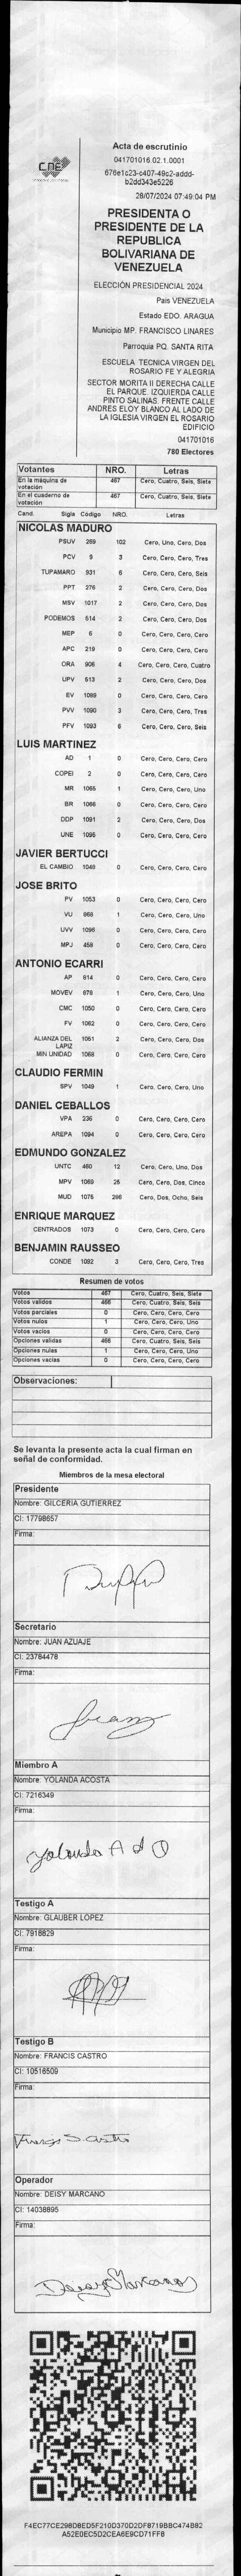 CNE
Acta de escrutinio
041701016.02.1.0001
676e1c23-c407-49c2-addd-
b2dd343e5226
28/07/2024 07:49:04 PM
PRESIDENTA O
PRESIDENTE DE LA
REPUBLICA
BOLIVARIANA DE
VENEZUELA
ELECCIÓN PRESIDENCIAL 2024
Pais VENEZUELA
Estado EDO. ARAGUA
Municipio MP. FRANCISCO LINARES
Parroquia PQ. SANTA RITA
ESCUELA TECNICA VIRGEN DEL
ROSARIO FE Y ALEGRIA
SECTOR MORITA II DERECHA CALLE
EL PARQUE. IZQUIERDA CALLE
PINTO SALINAS. FRENTE CALLE
ANDRES ELOY BLANCO AL LADO DE
LA IGLESIA VIRGEN EL ROSARIO
EDIFICIO
041701016
780 Electores
Votantes NRO. Letras
En la máquina de votación 467 Cero, Cuatro, Seis, Siete
En el cuaderno de votación 467 Cero, Cuatro, Seis, Siete
Cand. Sigla Código NRO. Letras
NICOLAS MADURO
PSUV 269 102 Cero, Uno, Cero, Dos
PCV 9 3 Cero, Cero, Cero, Tres
TUPAMARO 931 6 Cero, Cero, Cero, Seis
PPT 276 2 Cero, Cero, Cero, Dos
MSV 1017 2 Cero, Cero, Cero, Dos
PODEMOS 514 2 Cero, Cero, Cero, Dos
MEP 6 0 Cero, Cero, Cero, Cero
APC 219 0 Cero, Cero, Cero, Cero
ORA 906 4 Cero, Cero, Cero, Cuatro
UPV 513 2 Cero, Cero, Cero, Dos
EV 1089 0 Cero, Cero, Cero, Cero
PVV 1090 3 Cero, Cero, Cero, Tres
PFV 1093 6 Cero, Cero, Cero, Seis
LUIS MARTINEZ
AD 1 0 Cero, Cero, Cero, Cero
COPEI 2 0 Cero, Cero, Cero, Cero
MR 1065 1 Cero, Cero, Cero, Uno
BR 1066 0 Cero, Cero, Cero, Cero
DDP 1091 2 Cero, Cero, Cero, Dos
UNE 1095 0 Cero, Cero, Cero, Cero
JAVIER BERTUCCI
EL CAMBIO 1048 0 Cero, Cero, Cero, Cero
JOSE BRITO
PV 1053 0 Cero, Cero, Cero, Cero
VU 868 1 Cero, Cero, Cero, Uno
UVV 1096 0 Cero, Cero, Cero, Cero
MPJ 458 0 Cero, Cero, Cero, Cero
ANTONIO ECARRI
AP 814 0 Cero, Cero, Cero, Cero
MOVEV 878 1 Cero, Cero, Cero, Uno
CMC 1050 0 Cero, Cero, Cero, Cero
FV 1062 0 Cero, Cero, Cero, Cero
ALIANZA DEL LAPIZ 1051 2 Cero, Cero, Cero, Dos
MIN UNIDAD 1068 0 Cero, Cero, Cero, Cero
CLAUDIO FERMIN
SPV 1049 1 Cero, Cero, Cero, Uno
DANIEL CEBALLOS
VPA 236 0 Cero, Cero, Cero, Cero
AREPA 1094 0 Cero, Cero, Cero, Cero
EDMUNDO GONZALEZ
UNTC 460 12 Cero, Cero, Uno, Dos
MPV 1069 25 Cero, Cero, Dos, Cinco
MUD 1075 286 Cero, Dos, Ocho, Seis
ENRIQUE MARQUEZ
CENTRADOS 1073 0 Cero, Cero, Cero, Cero
BENJAMIN RAUSSEO
CONDE 1092 3 Cero, Cero, Cero, Tres
Resumen de votos
Votos 467 Cero, Cuatro, Seis, Siete
Votos validos 466 Cero, Cuatro, Seis, Seis
Votos parciales 0 Cero, Cero, Cero, Cero
Votos nulos 1 Cero, Cero, Cero, Uno
Votos vacíos 0 Cero, Cero, Cero, Cero
Opciones validas 466 Cero, Cuatro, Seis, Seis
Opciones nulas 1 Cero, Cero, Cero, Uno
Opciones vacias 0 Cero, Cero, Cero, Cero
Observaciones:
Se levanta la presente acta la cual firman en
señal de conformidad.
Miembros de la mesa electoral
Presidente
Nombre: GILCERIA GUTIERREZ
CI: 17798657
Firma:
Secretario
Nombre: JUAN AZUAJE
CI: 23784478
Firma:
Juan
Miembro A
Nombre: YOLANDA ACOSTA
CI: 7216349
Firma:
Yolanda A d O
Testigo A
Nombre: GLAUBER LOPEZ
CI: 7918829
Firma:
Testigo B
Nombre: FRANCIS CASTRO
CI: 10516509
Firma:
Francis Castro
Operador
Nombre: DEISY MARCANO
CI: 14038895
Firma:
Deisy Marcano
F4EC77CE298D8ED5F210D370D2DF8719BBC474B82
A52E0EC5D2CEA6E9CD71FF8